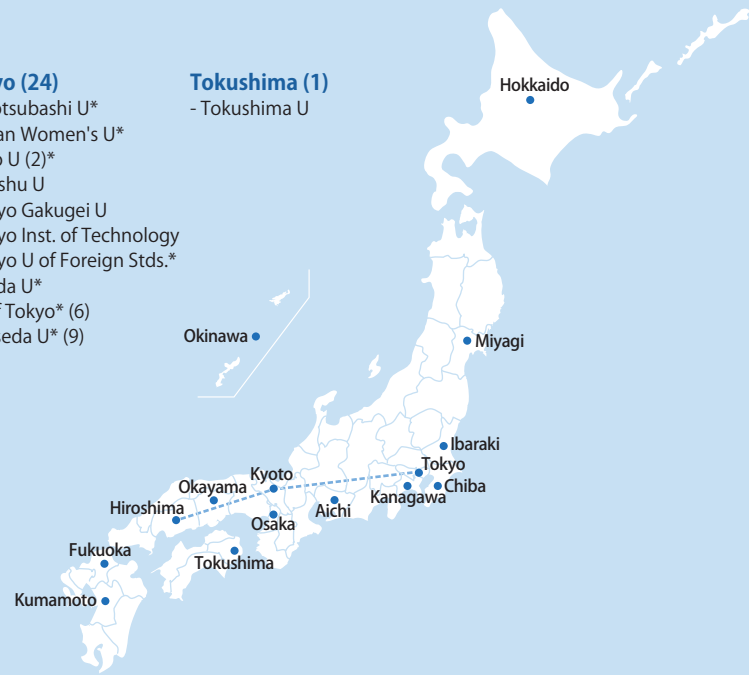 yo (24)
otsubashi U*
an Women's U*
o U (2)*
shu U
yo Gakugei U
yo Inst. of Technology
yo U of Foreign Stds.*
da U*
f Tokyo* (6)
seda U* (9)
Tokushima (1)
- Tokushima U
Hokkaido
Okinawa
Miyagi
Ibaraki
Tokyo
Kyoto
Okayama
Chiba
Kanagawa
Hiroshima
Aichi
Osaka
Fukuoka
Tokushima
Kumamoto